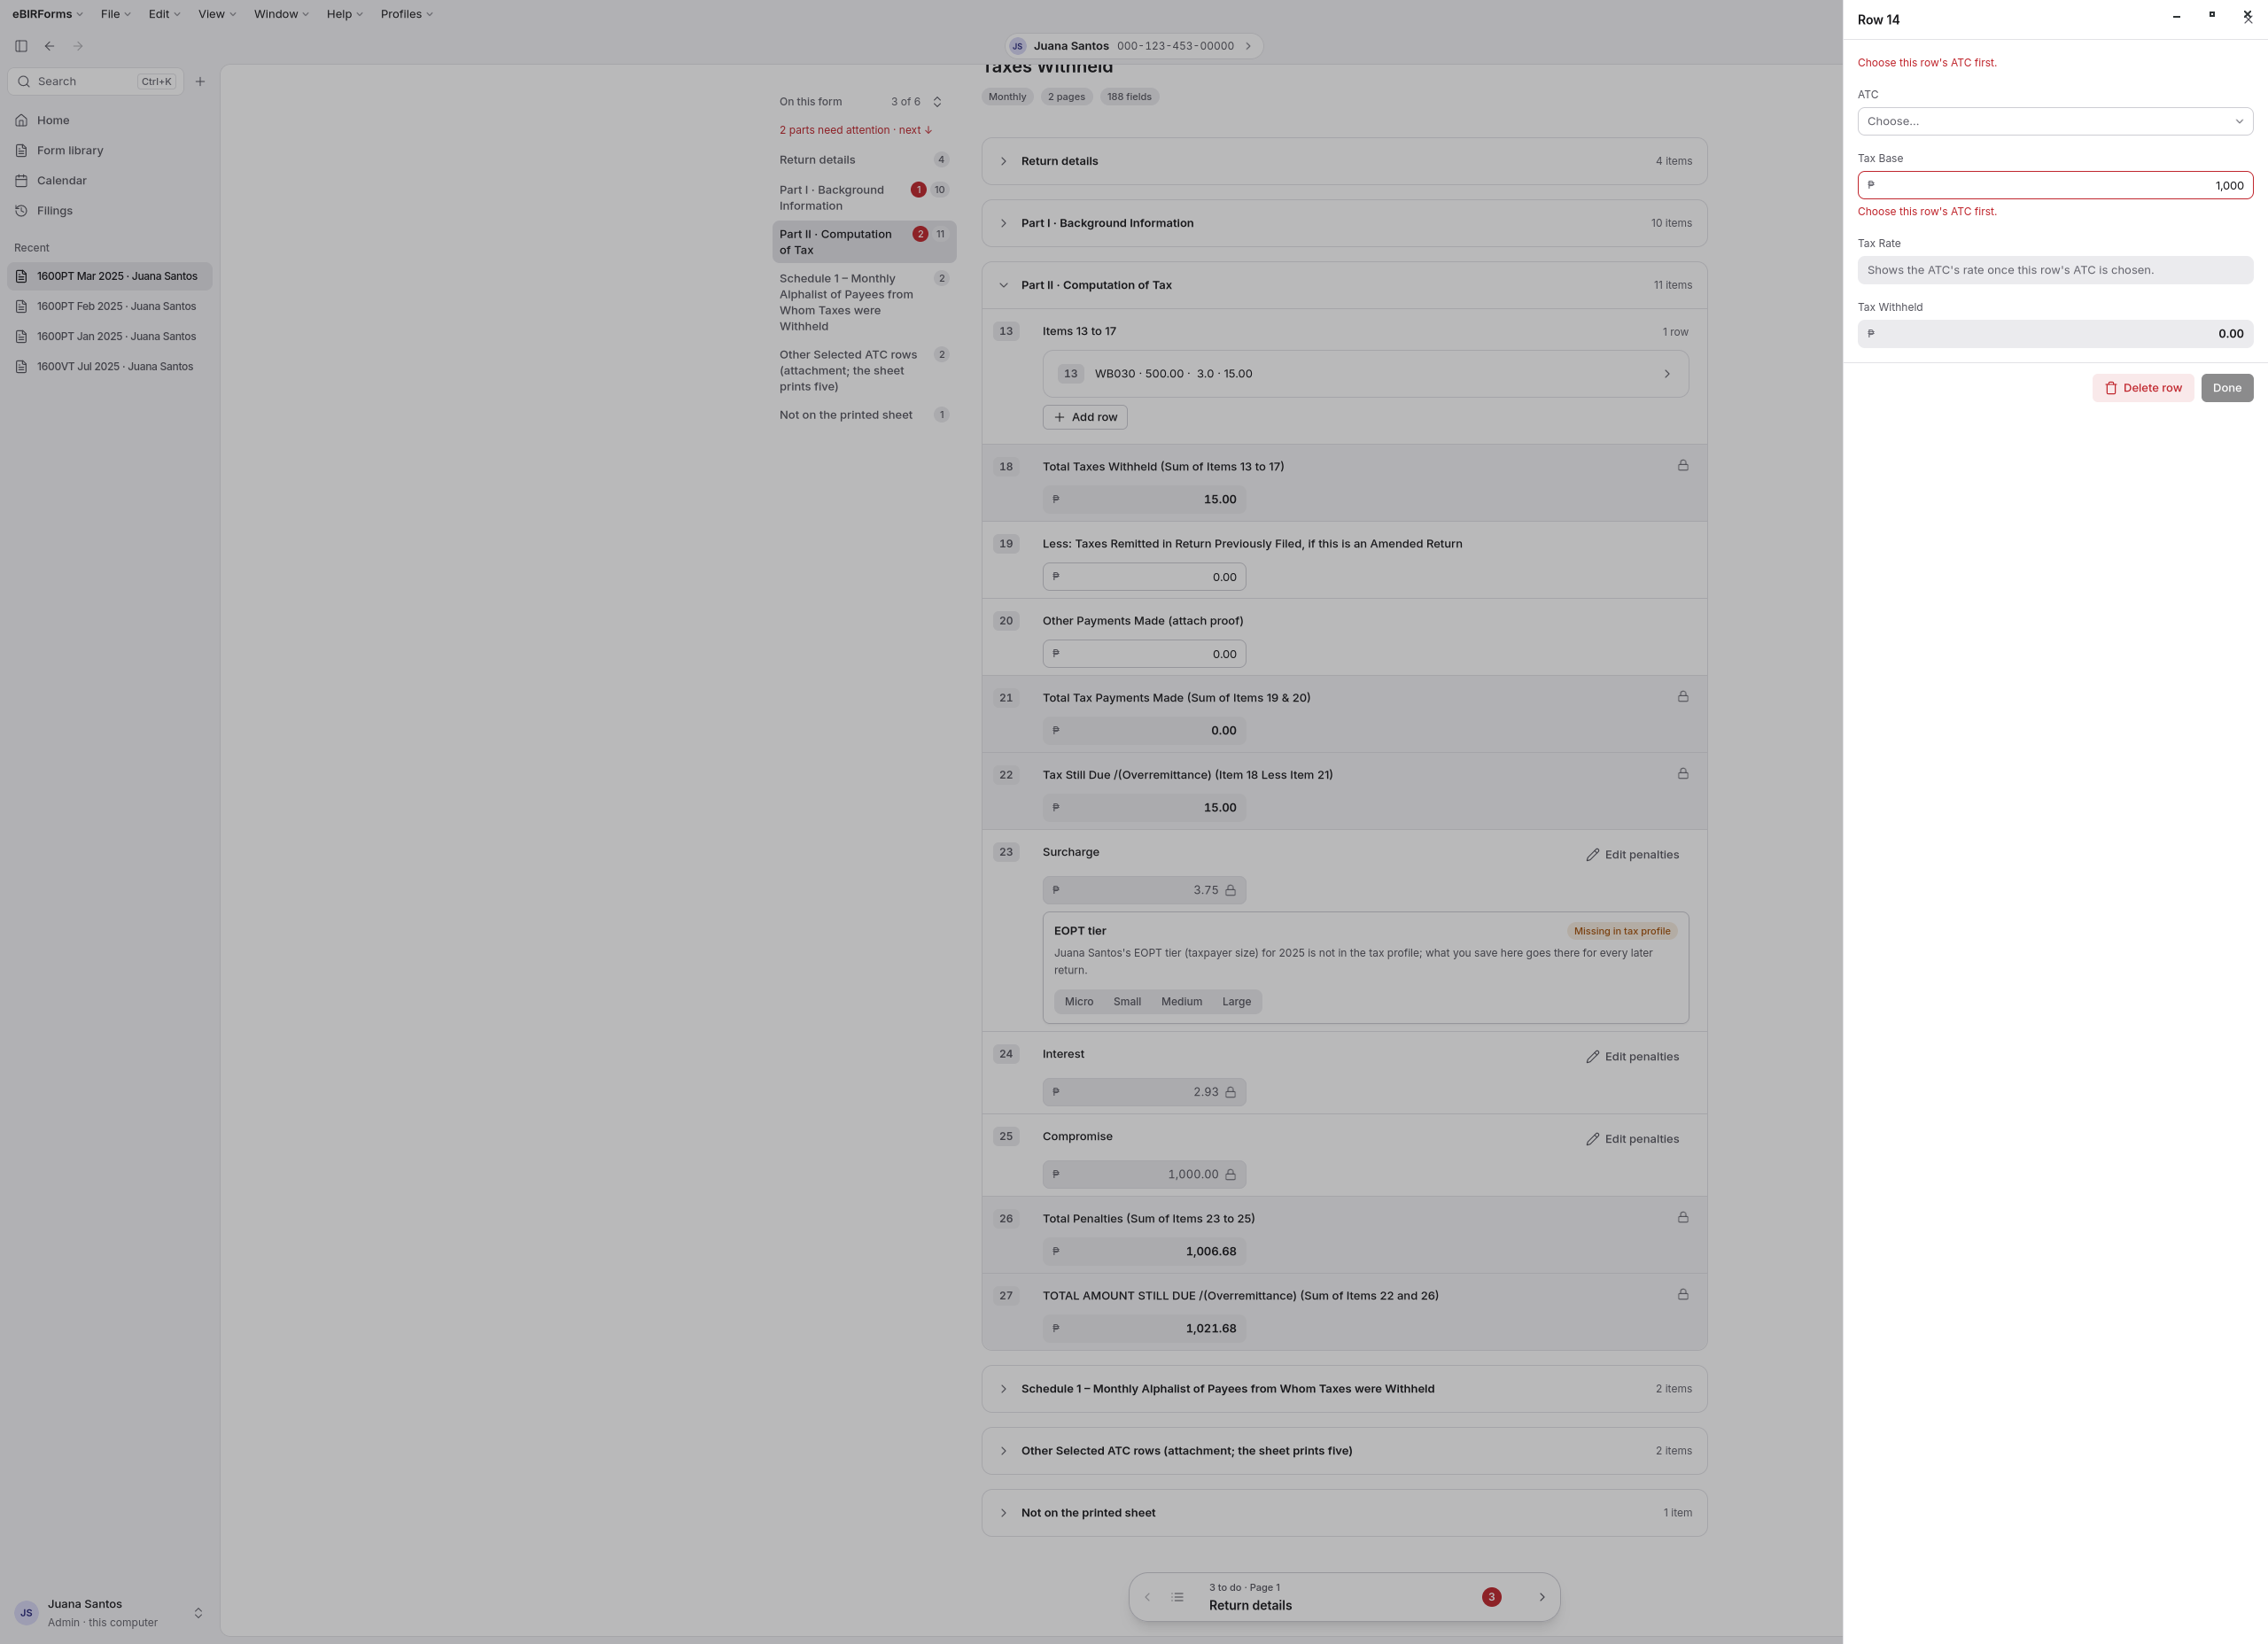 eBIRForms File Edit View Window Help Profiles
JS Juana Santos 000-123-453-00000
Search Ctrl+K
Home
Form library
Calendar
Filings
Recent
1600PT Mar 2025 · Juana Santos
1600PT Feb 2025 · Juana Santos
1600PT Jan 2025 · Juana Santos
1600VT Jul 2025 · Juana Santos
JS Juana Santos
Admin · this computer
On this form 3 of 6
2 parts need attention · next ↓
Return details 4
Part I · Background 1 10
Information
Part II · Computation 2 11
of Tax
Schedule 1 – Monthly 2
Alphalist of Payees from
Whom Taxes were
Withheld
Other Selected ATC rows 2
(attachment; the sheet
prints five)
Not on the printed sheet 1
Taxes Withheld
Monthly 2 pages 188 fields
Return details 4 items
Part I · Background Information 10 items
Part II · Computation of Tax 11 items
13 Items 13 to 17 1 row
13 WB030 · 500.00 · 3.0 · 15.00
Add row
18 Total Taxes Withheld (Sum of Items 13 to 17)
₱ 15.00
19 Less: Taxes Remitted in Return Previously Filed, if this is an Amended Return
₱ 0.00
20 Other Payments Made (attach proof)
₱ 0.00
21 Total Tax Payments Made (Sum of Items 19 & 20)
₱ 0.00
22 Tax Still Due /(Overremittance) (Item 18 Less Item 21)
₱ 15.00
23 Surcharge Edit penalties
₱ 3.75
EOPT tier Missing in tax profile
Juana Santos's EOPT tier (taxpayer size) for 2025 is not in the tax profile; what you save here goes there for every later
return.
Micro Small Medium Large
24 Interest Edit penalties
₱ 2.93
25 Compromise Edit penalties
₱ 1,000.00
26 Total Penalties (Sum of Items 23 to 25)
₱ 1,006.68
27 TOTAL AMOUNT STILL DUE /(Overremittance) (Sum of Items 22 and 26)
₱ 1,021.68
Schedule 1 – Monthly Alphalist of Payees from Whom Taxes were Withheld 2 items
Other Selected ATC rows (attachment; the sheet prints five) 2 items
Not on the printed sheet 1 item
3 to do · Page 1
Return details 3
Row 14
Choose this row's ATC first.
ATC
Choose...
Tax Base
₱ 1,000
Choose this row's ATC first.
Tax Rate
Shows the ATC's rate once this row's ATC is chosen.
Tax Withheld
₱ 0.00
Delete row Done